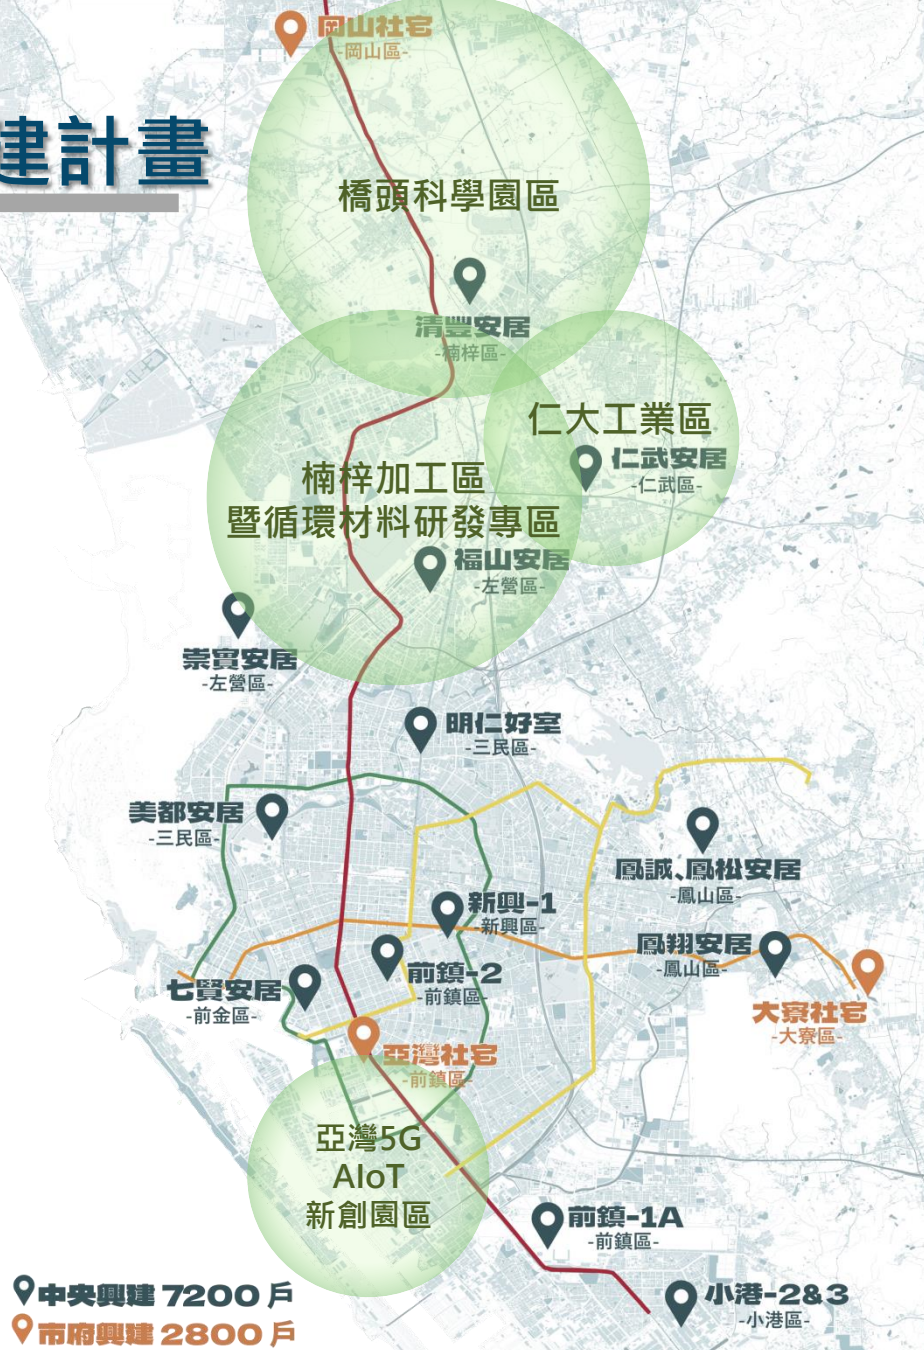 岡山社宅
-岡山區-
建計畫
橋頭科學園區
清豐安居
-楠梓區-
仁大工業區
仁武安居
-仁武區-
楠梓加工區
暨循環材料研發專區
福山安居
-左營區-
崇實安居
-左營區-
明仁好室
-三民區-
美都安居
-三民區-
鳳誠、鳳松安居
-鳳山區-
新興-1
-新興區-
鳳翔安居
-鳳山區-
前鎮-2
-前鎮區-
七賢安居
-前金區-
大寮社宅
-大寮區-
亞灣社宅
-前鎮區-
亞灣5G
AIoT
新創園區
前鎮-1A
-前鎮區-
小港-2&3
-小港區-
中央興建 7200 戶
市府興建 2800 戶